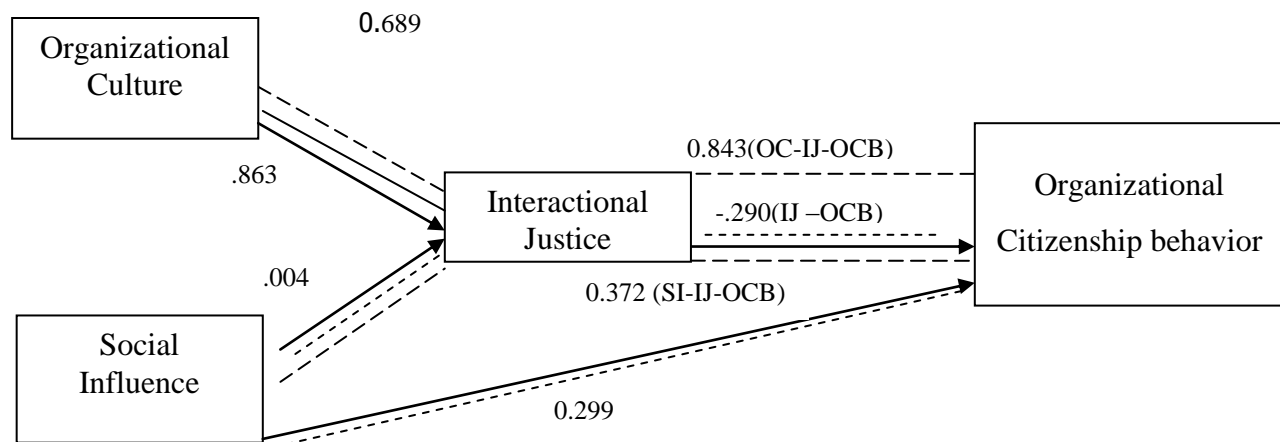 0.689
Organizational
Culture
.863
0.843(OC-IJ-OCB)
Interactional
Justice
-.290(IJ –OCB)
Organizational
Citizenship behavior
.004
0.372 (SI-IJ-OCB)
Social
Influence
0.299